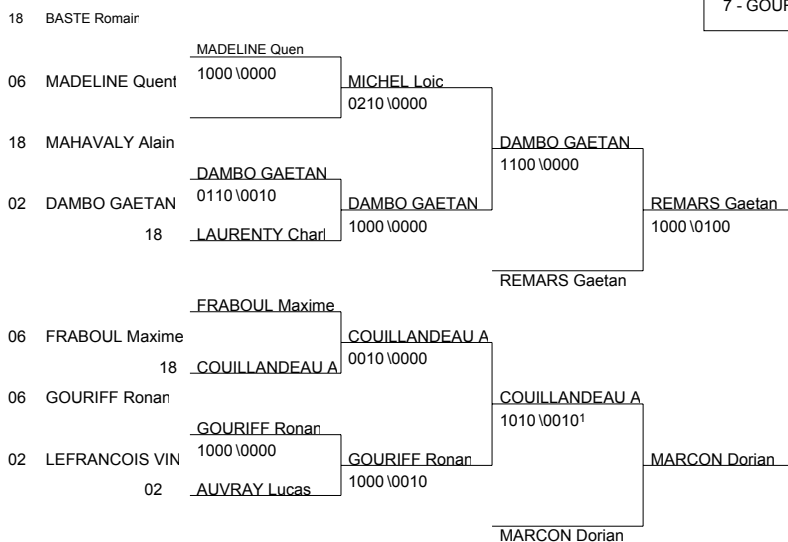 7 - GOU
18 BASTE Romain
MADELINE Quen
06 MADELINE Quent
1000 \0000
MICHEL Loic
0210 \0000
18 MAHAVALY Alain
DAMBO GAETAN
1100 \0000
DAMBO GAETAN
02 DAMBO GAETAN
0110 \0010
DAMBO GAETAN
REMARS Gaetan
18 LAURENTY Charl
1000 \0000
1000 \0100
REMARS Gaetan
FRABOUL Maxime
06 FRABOUL Maxime
COUILLANDEAU A
0010 \0000
18 COUILLANDEAU A
06 GOURIFF Ronan
COUILLANDEAU A
1010 \0010¹
GOURIFF Ronan
1000 \0000
02 LEFRANCOIS VIN
GOURIFF Ronan
MARCON Dorian
1000 \0010
02 AUVRAY Lucas
MARCON Dorian